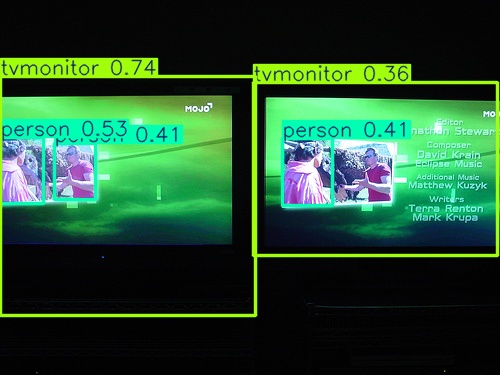 tvmonitor 0.74
tvmonitor 0.36
MOJO
MO
person 0.53
0.41
person 0.41
Editor
nathan Stewar
Composer
David Krain
Eclipse Music
Additional Music
Matthew Kuzyk
Writers
Terra Renton
Mark Krupa